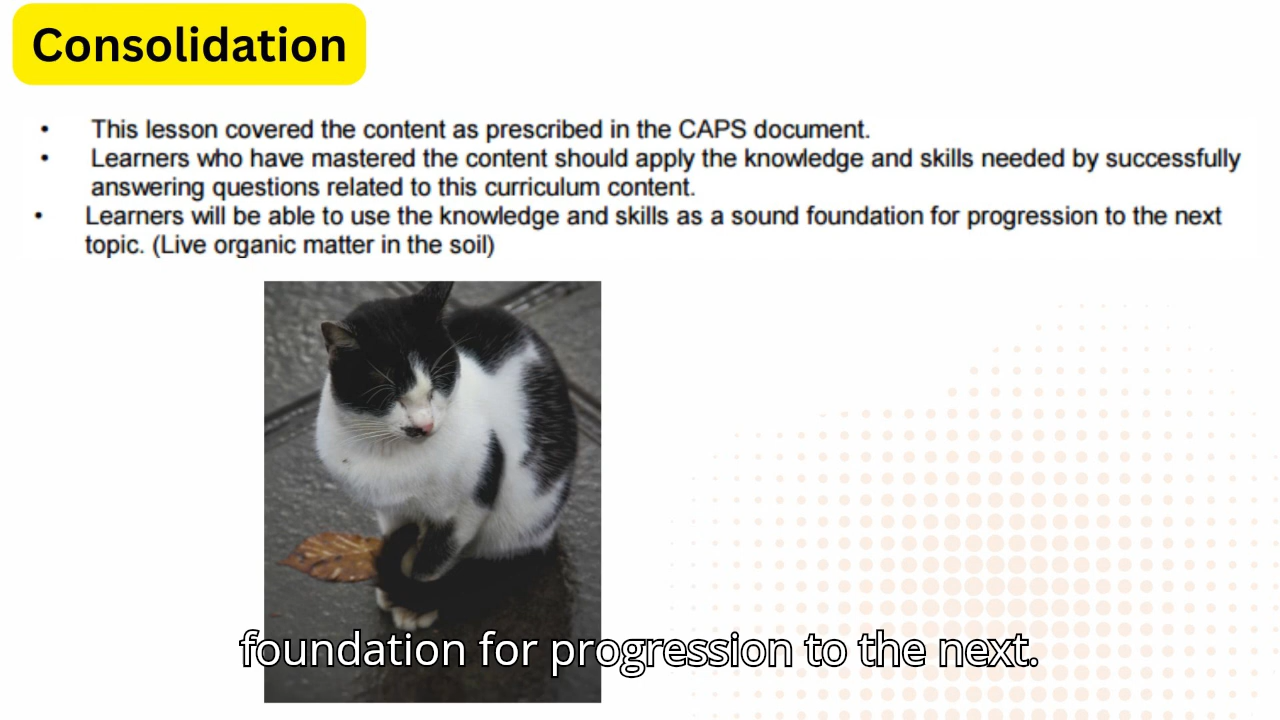 Consolidation
• This lesson covered the content as prescribed in the CAPS document.
• Learners who have mastered the content should apply the knowledge and skills needed by successfully
answering questions related to this curriculum content.
• Learners will be able to use the knowledge and skills as a sound foundation for progression to the next
topic. (Live organic matter in the soil)
foundation for progression to the next.